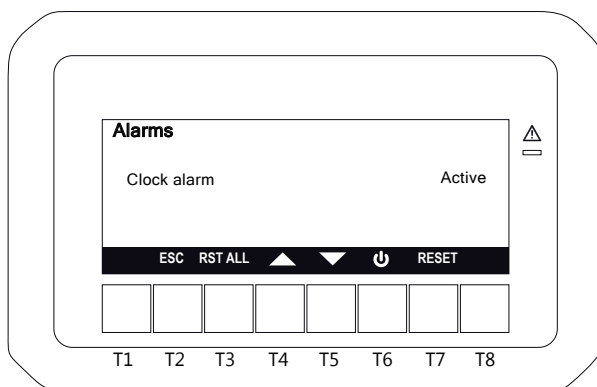 Alarms
Clock alarm Active
ESC RST ALL RESET
T1 T2 T3 T4 T5 T6 T7 T8